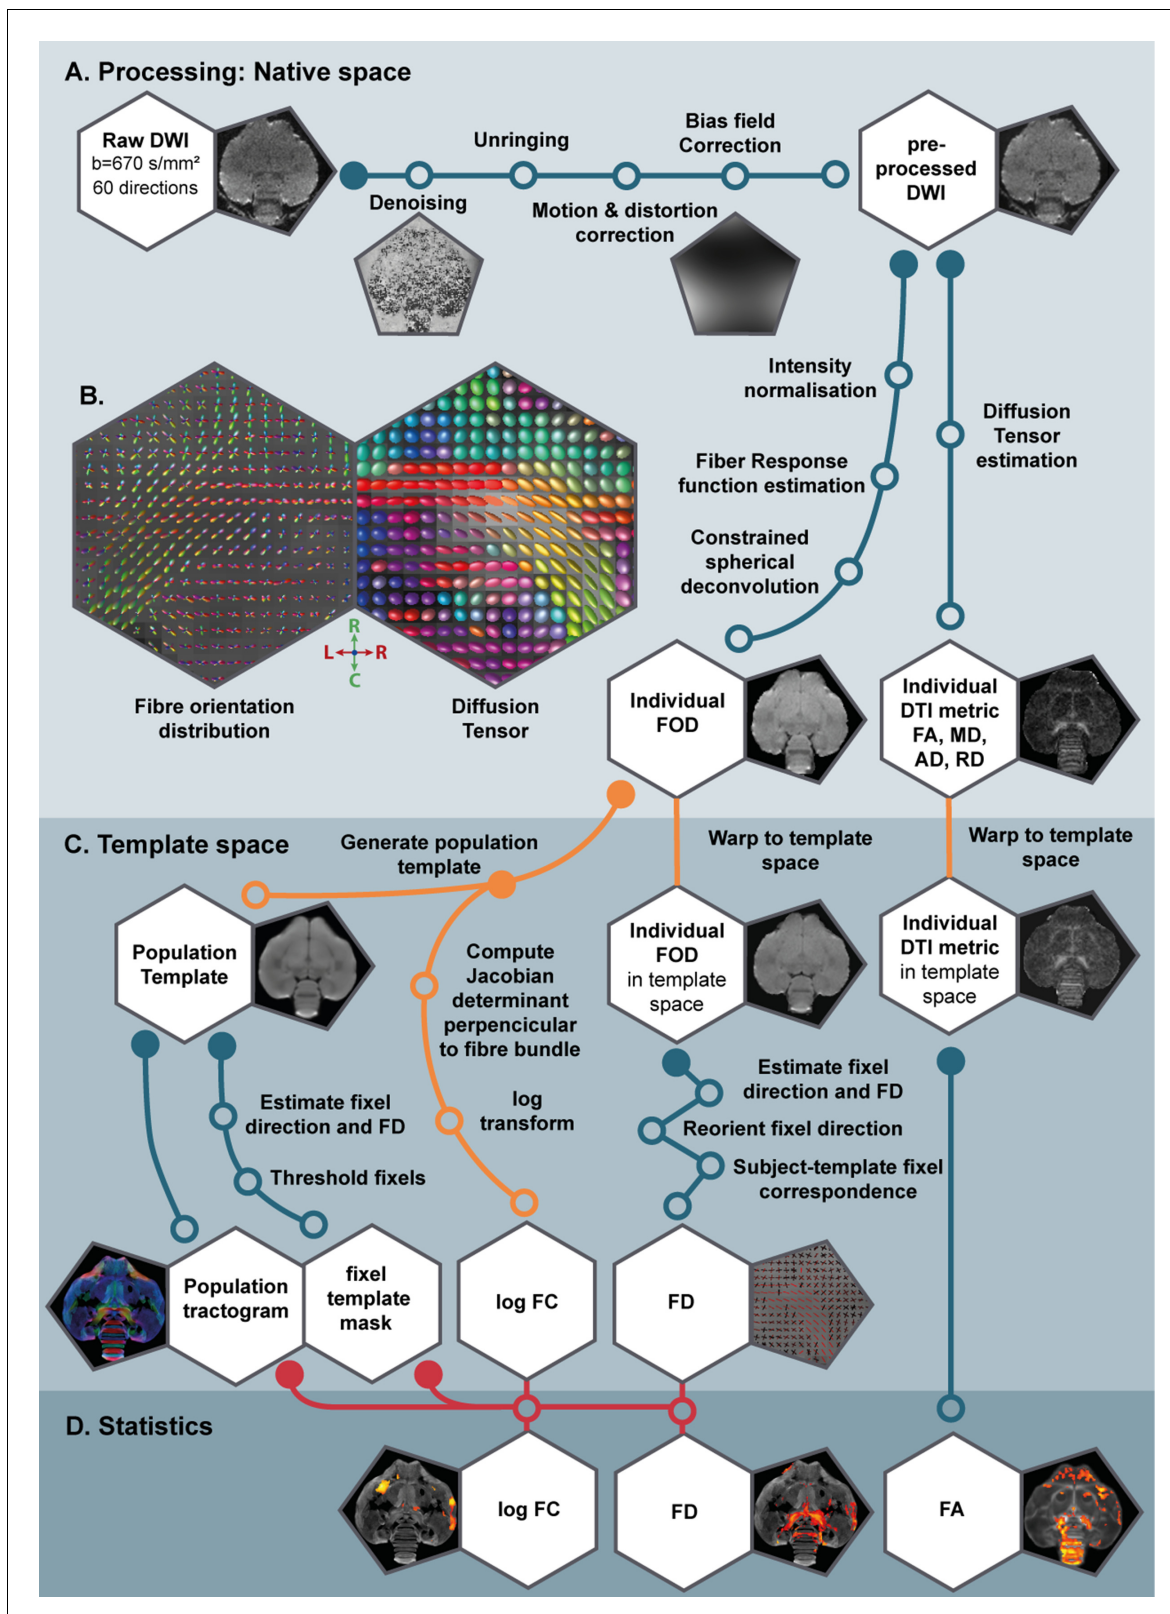 A. Processing: Native space
Raw DWI
b=670 s/mm²
60 directions
Denoising
Unringing
Motion & distortion
correction
Bias field
Correction
pre-
processed
DWI
Intensity
normalisation
Fiber Response
function estimation
Constrained
spherical
deconvolution
Diffusion
Tensor
estimation
B.
R
L
R
C
Fibre orientation
distribution
Diffusion
Tensor
Individual
FOD
Individual
DTI metric
FA, MD,
AD, RD
C. Template space
Generate population
template
Warp to template
space
Warp to template
space
Population
Template
Compute
Jacobian
determinant
perpencicular
to fibre bundle
log
transform
Individual
FOD
in template
space
Individual
DTI metric
in template
space
Estimate fixel
direction and FD
Threshold fixels
Estimate fixel
direction and FD
Reorient fixel direction
Subject-template fixel
correspondence
Population
tractogram
fixel
template
mask
log FC
FD
D. Statistics
log FC
FD
FA